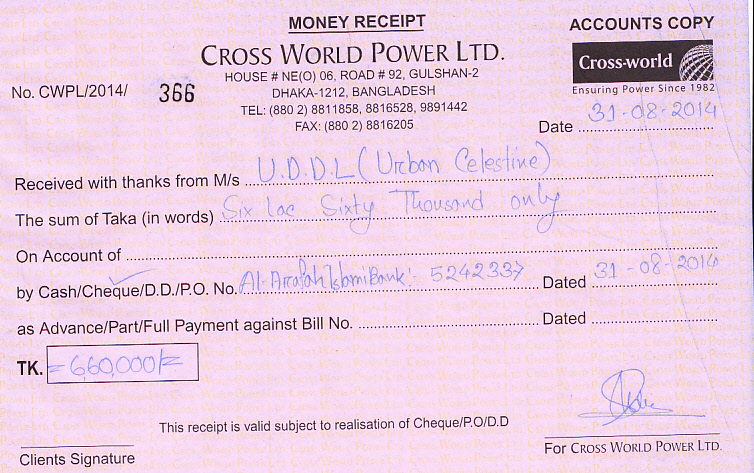 MONEY RECEIPT
ACCOUNTS COPY
CROSS WORLD POWER LTD.
Cross-world
Ensuring Power Since 1982
HOUSE # NE(O) 06, ROAD # 92, GULSHAN-2
DHAKA-1212, BANGLADESH
TEL: (880 2) 8811858, 8816528, 9891442
FAX: (880 2) 8816205
No. CWPL/2014/ 366
Date 31-08-2014
Received with thanks from M/s U.D.D.L (Urban Celestine)
The sum of Taka (in words) Six lac Sixty Thousand only
On Account of
by Cash/Cheque/D.D./P.O. No. Al-Arafah Islami Bank: 5242337 Dated 31-08-2014
as Advance/Part/Full Payment against Bill No. Dated
TK. =6,60,000/=
This receipt is valid subject to realisation of Cheque/P.O/D.D
Clients Signature
For CROSS WORLD POWER LTD.